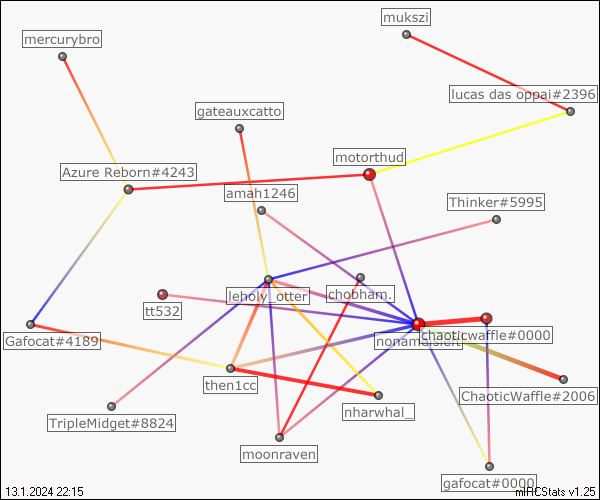 mukszi
mercurybro
lucas das oppai#2396
gateauxcatto
motorthud
Azure Reborn#4243
amah1246
Thinker#5995
leholy_otter
chobham.
tt532
chaoticwaffle#0000
Gafocat#4189
then1cc
ChaoticWaffle#2006
nharwhal_
TripleMidget#8824
moonraven
gafocat#0000
13.1.2024 22:15
mIRCStats v1.25